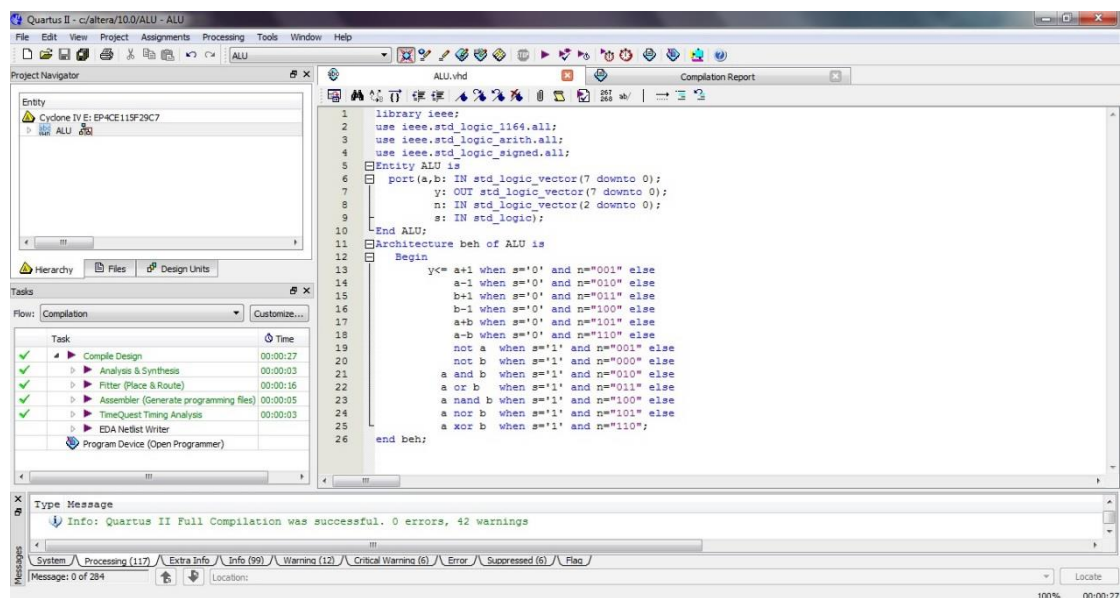 Quartus II - c:/altera/10.0/ALU - ALU
File Edit View Project Assignments Processing Tools Window Help
ALU
Project Navigator
Entity
Cyclone IV E: EP4CE115F29C7
ALU
Hierarchy Files Design Units
Tasks
Flow: Compilation Customize...
Task Time
Compile Design 00:00:27
Analysis & Synthesis 00:00:03
Fitter (Place & Route) 00:00:16
Assembler (Generate programming files) 00:00:05
TimeQuest Timing Analysis 00:00:03
EDA Netlist Writer
Program Device (Open Programmer)
ALU.vhd Compilation Report
267 268 ab/
1 library ieee;
2 use ieee.std_logic_1164.all;
3 use ieee.std_logic_arith.all;
4 use ieee.std_logic_signed.all;
5 Entity ALU is
6 port(a,b: IN std_logic_vector(7 downto 0);
7 y: OUT std_logic_vector(7 downto 0);
8 n: IN std_logic_vector(2 downto 0);
9 s: IN std_logic);
10 End ALU;
11 Architecture beh of ALU is
12 Begin
13 y<= a+1 when s='0' and n="001" else
14 a-1 when s='0' and n="010" else
15 b+1 when s='0' and n="011" else
16 b-1 when s='0' and n="100" else
17 a+b when s='0' and n="101" else
18 a-b when s='0' and n="110" else
19 not a when s='1' and n="001" else
20 not b when s='1' and n="000" else
21 a and b when s='1' and n="010" else
22 a or b when s='1' and n="011" else
23 a nand b when s='1' and n="100" else
24 a nor b when s='1' and n="101" else
25 a xor b when s='1' and n="110";
26 end beh;
Type Message
Info: Quartus II Full Compilation was successful. 0 errors, 42 warnings
System Processing (117) Extra Info Info (99) Warning (12) Critical Warning (6) Error Suppressed (6) Flag
Messages
Message: 0 of 284 Location: Locate
100% 00:00:27